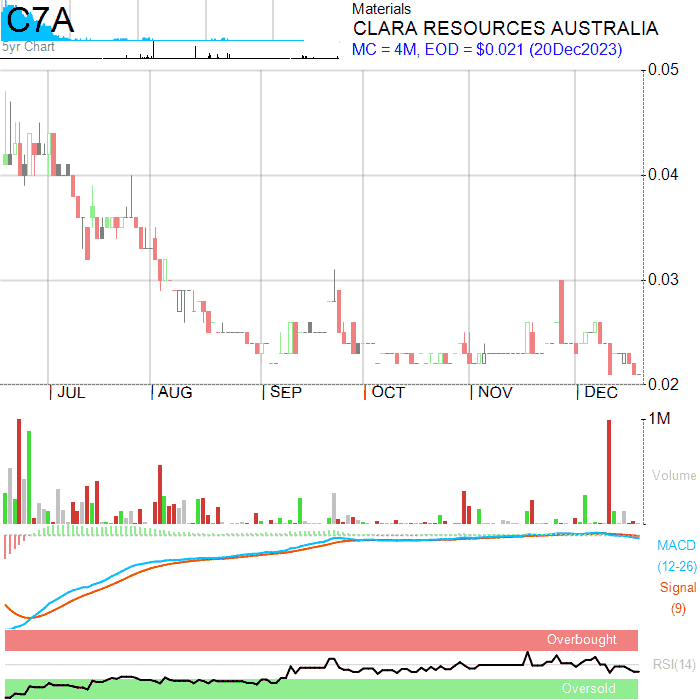 C7A
5yr Chart
Materials
CLARA RESOURCES AUSTRALIA
MC = 4M, EOD = $0.021 (20Dec2023)
0.05
0.04
0.03
0.02
JUL AUG SEP OCT NOV DEC
1M
Volume
MACD
(12-26)
Signal
(9)
Overbought
RSI(14)
Oversold